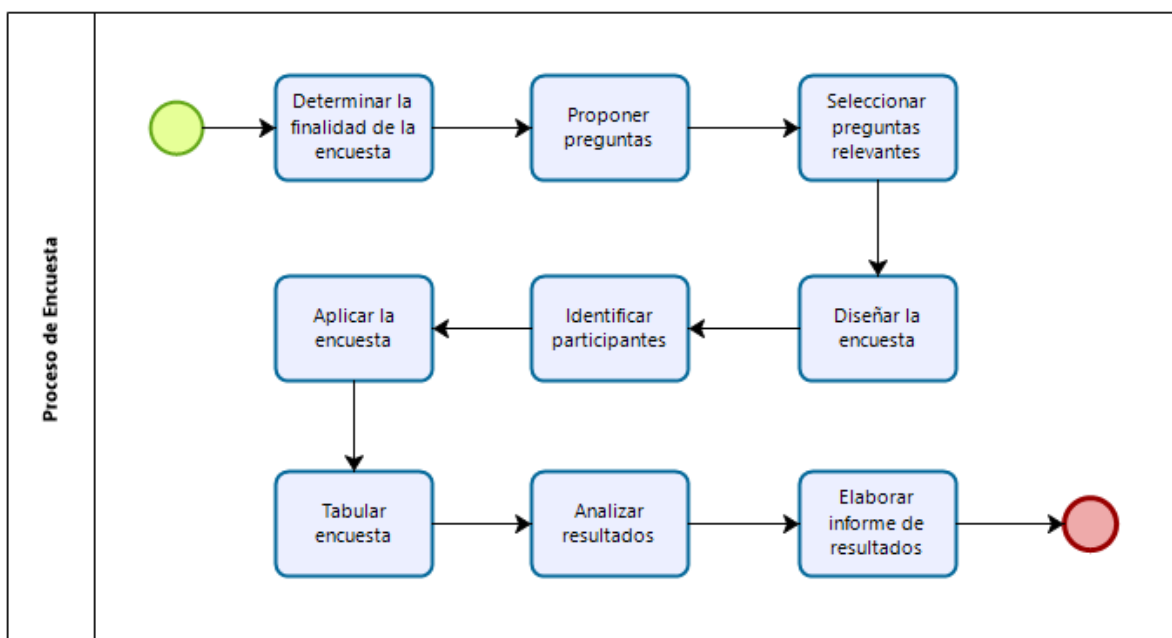 Proceso de Encuesta
Determinar la
finalidad de la
encuesta
Proponer
preguntas
Seleccionar
preguntas
relevantes
Diseñar la
encuesta
Identificar
participantes
Aplicar la
encuesta
Tabular
encuesta
Analizar
resultados
Elaborar
informe de
resultados